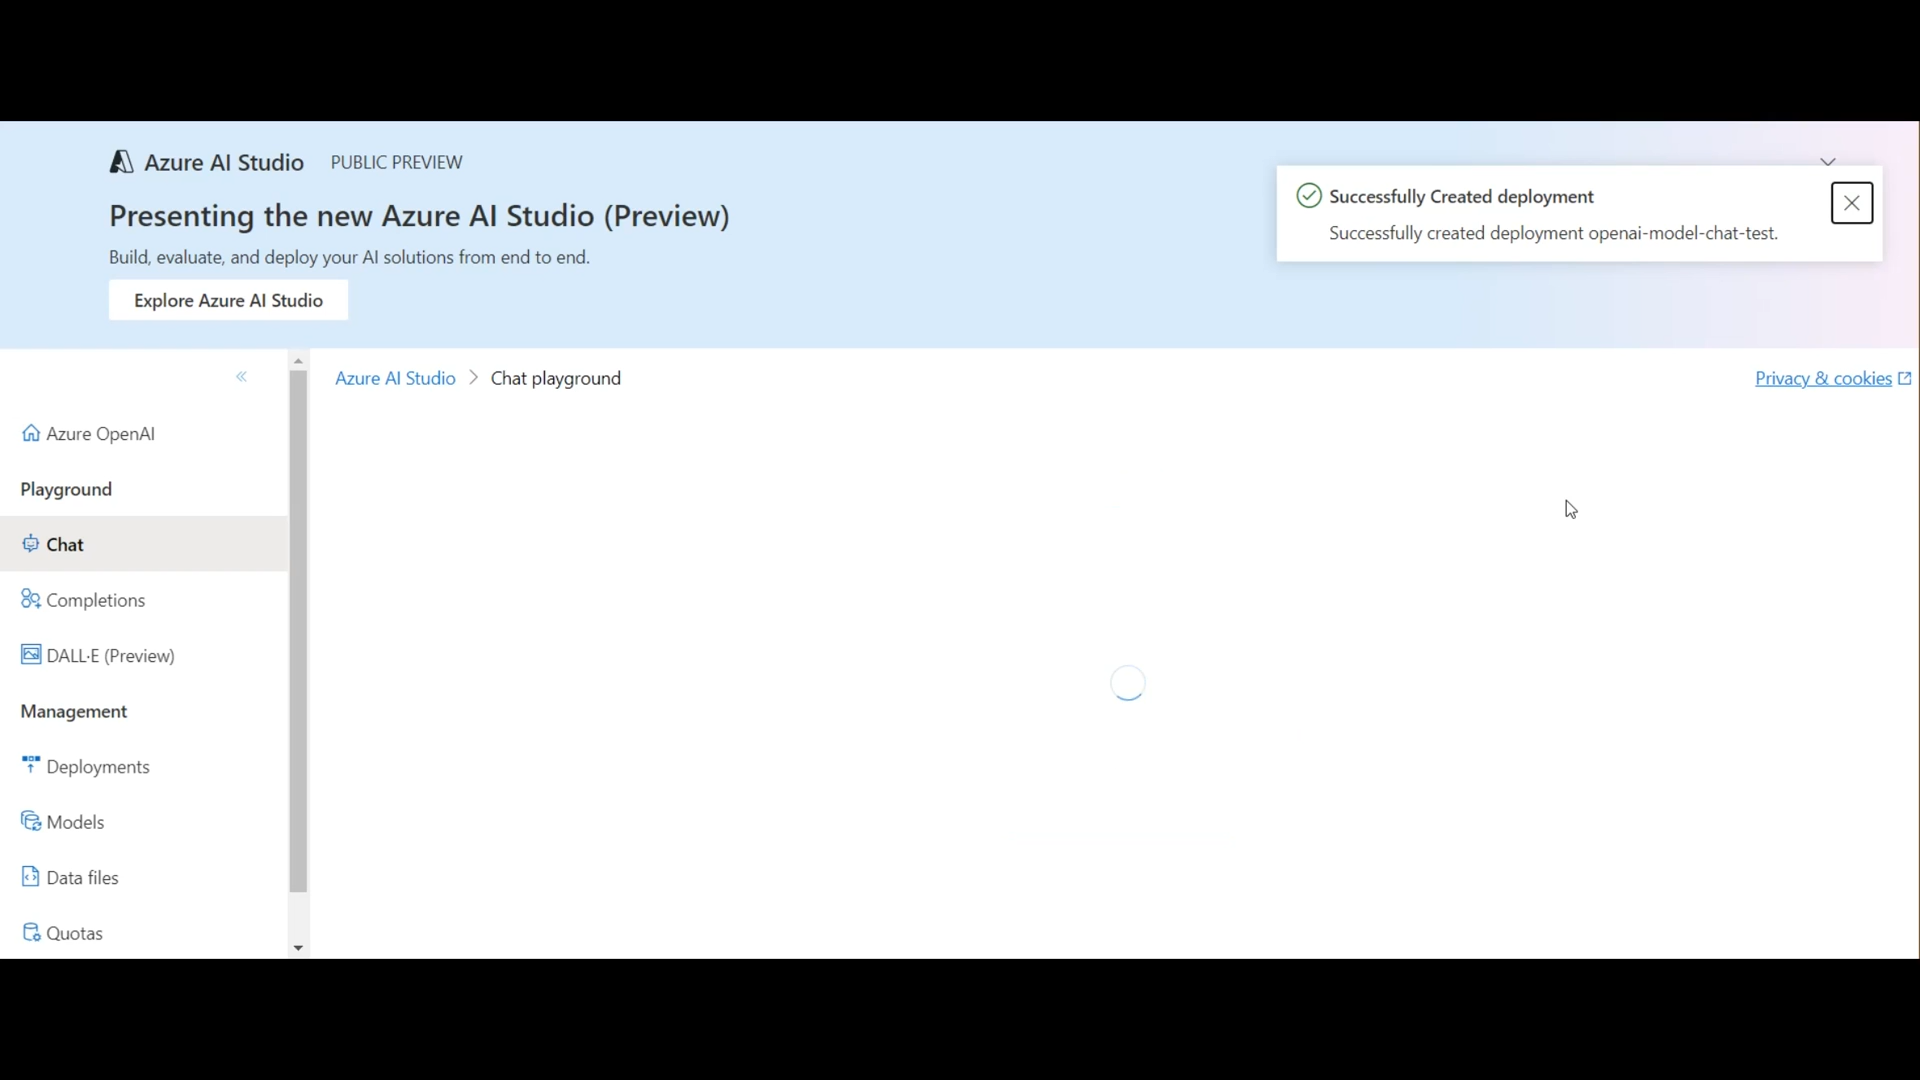 Azure AI Studio PUBLIC PREVIEW
Presenting the new Azure AI Studio (Preview)
Build, evaluate, and deploy your AI solutions from end to end.
Explore Azure AI Studio
Successfully Created deployment
Successfully created deployment openai-model-chat-test.
Azure AI Studio > Chat playground
Privacy & cookies
Azure OpenAI
Playground
Chat
Completions
DALL·E (Preview)
Management
Deployments
Models
Data files
Quotas